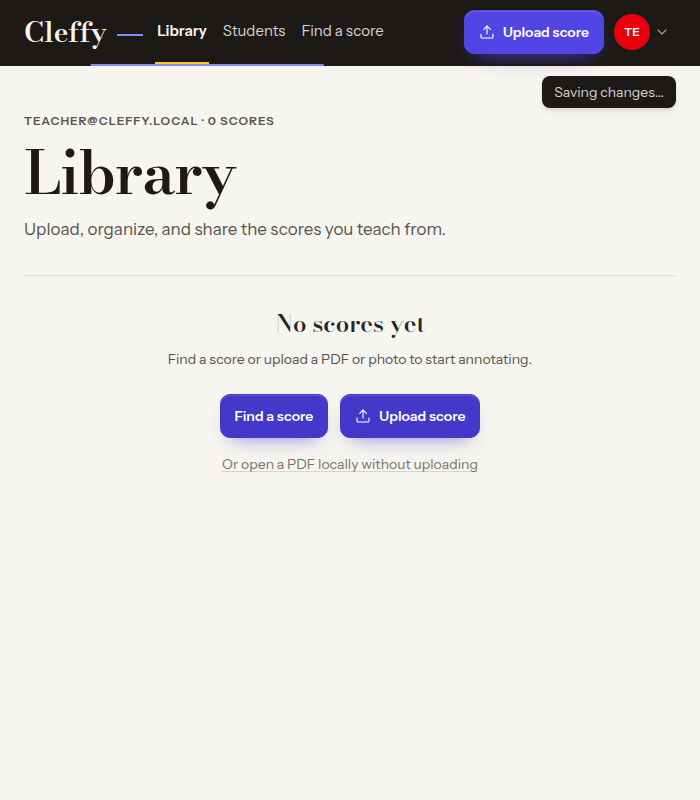 Cleffy
Library
Students
Find a score
Upload score
TE
Saving changes...
TEACHER@CLEFFY.LOCAL · 0 SCORES
Library
Upload, organize, and share the scores you teach from.
No scores yet
Find a score or upload a PDF or photo to start annotating.
Find a score
Upload score
Or open a PDF locally without uploading